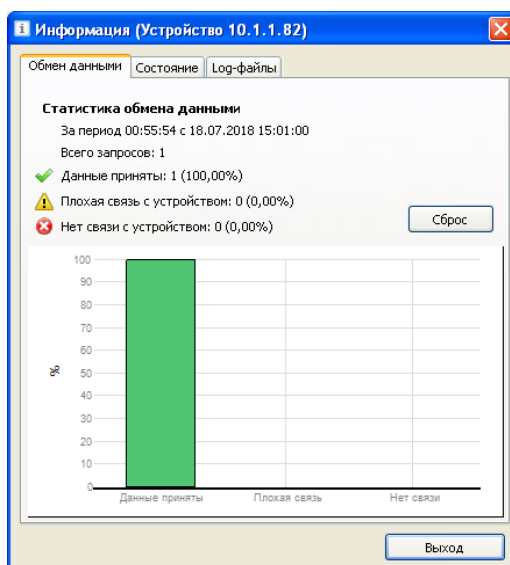 Информация (Устройство 10.1.1.82)
Обмен данными Состояние Log-файлы
Статистика обмена данными
За период 00:55:54 с 18.07.2018 15:01:00
Всего запросов: 1
Данные приняты: 1 (100,00%)
Плохая связь с устройством: 0 (0,00%)
Нет связи с устройством: 0 (0,00%)
Сброс
100
90
80
70
60
50
40
30
20
10
0
%
Данные приняты Плохая связь Нет связи
Выход